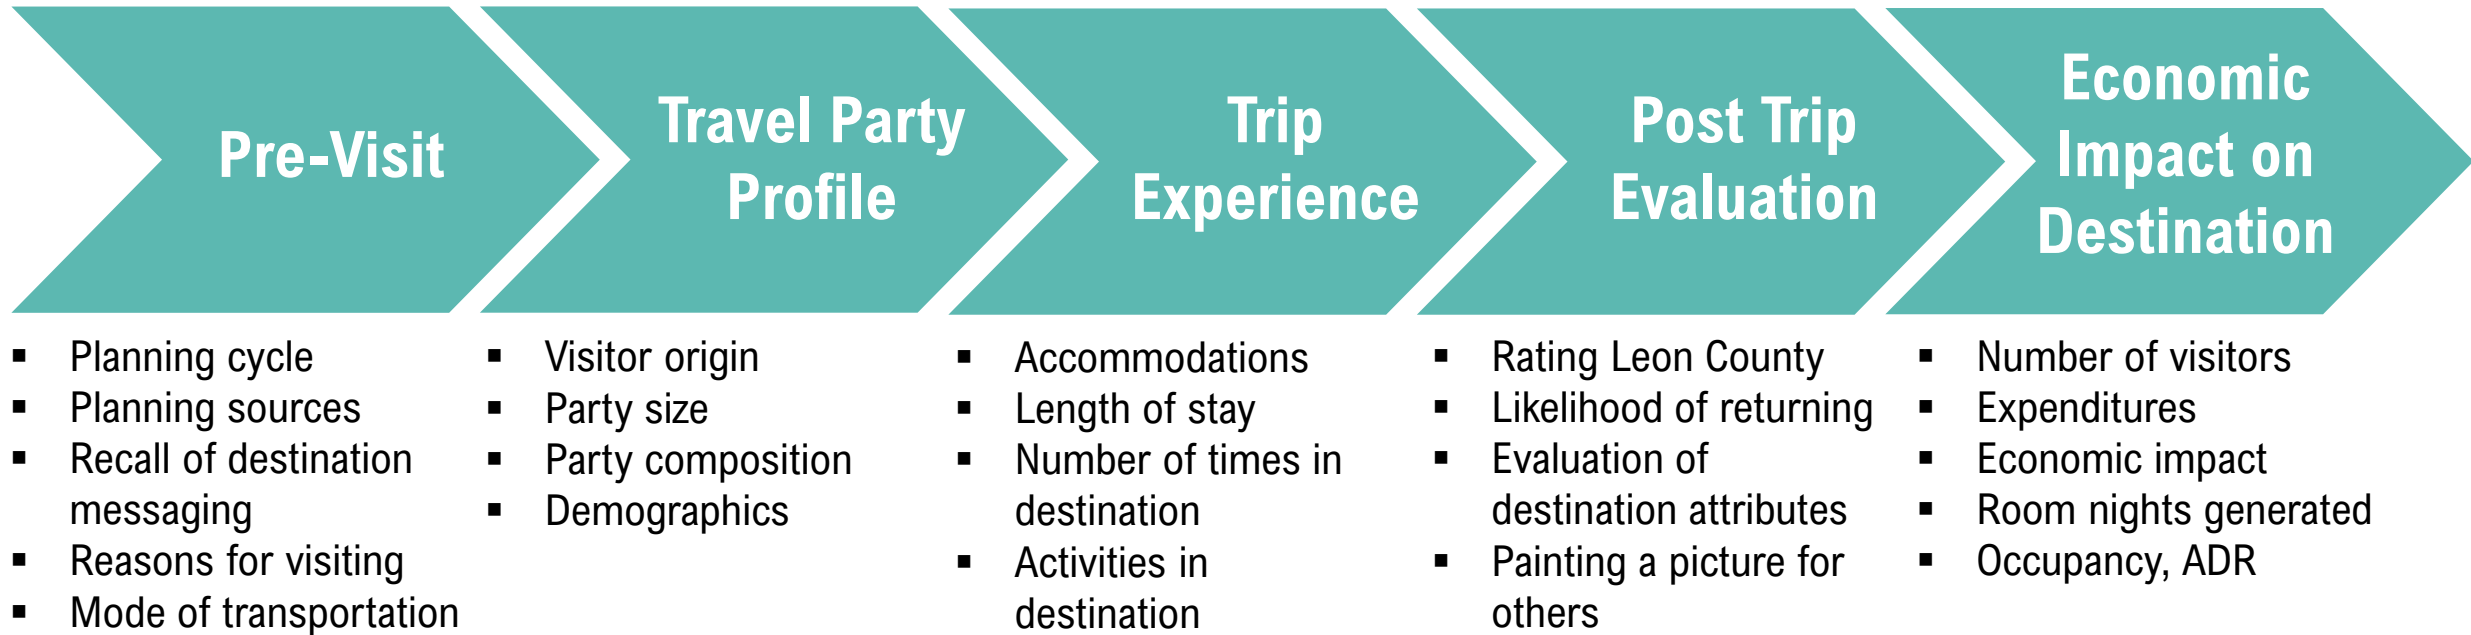 Pre-Visit
Travel Party
Profile
Trip
Experience
Post Trip
Evaluation
Economic
Impact on
Destination
▪ Planning cycle
▪ Planning sources
▪ Recall of destination
messaging
▪ Reasons for visiting
▪ Mode of transportation
▪ Visitor origin
▪ Party size
▪ Party composition
▪ Demographics
▪ Accommodations
▪ Length of stay
▪ Number of times in
destination
▪ Activities in
destination
▪ Rating Leon County
▪ Likelihood of returning
▪ Evaluation of
destination attributes
▪ Painting a picture for
others
▪ Number of visitors
▪ Expenditures
▪ Economic impact
▪ Room nights generated
▪ Occupancy, ADR